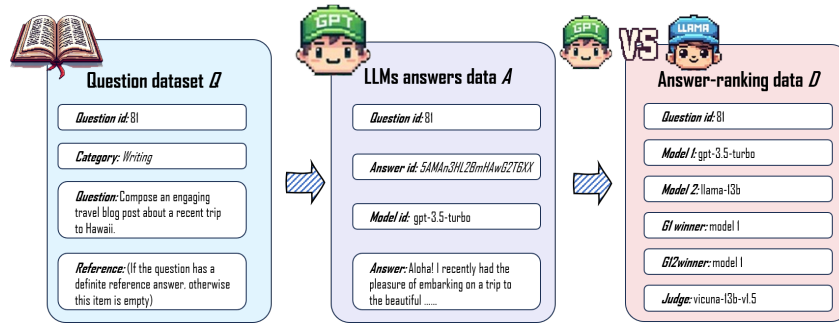 GPT
GPT
VS
LLAMA
Question dataset Q
Question id: 81
Category: Writing
Question: Compose an engaging
travel blog post about a recent trip
to Hawaii.
Reference: (If the question has a
definite reference answer, otherwise
this item is empty)
LLMs answers data A
Question id: 81
Answer id: 5AMAn3HL2BmHAwG2T6XX
Model id: gpt-3.5-turbo
Answer: Aloha! I recently had the
pleasure of embarking on a trip to
the beautiful ......
Answer-ranking data D
Question id: 81
Model 1: gpt-3.5-turbo
Model 2: llama-13b
G1 winner: model 1
G12winner: model 1
Judge: vicuna-13b-v1.5